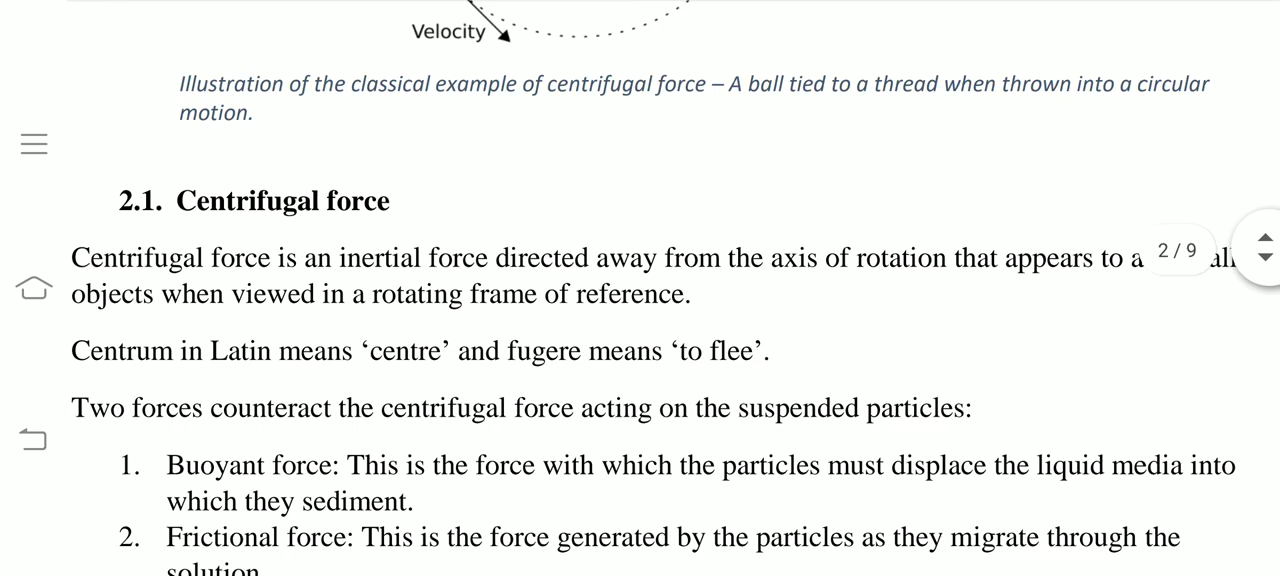 Velocity
Illustration of the classical example of centrifugal force – A ball tied to a thread when thrown into a circular
motion.
2.1. Centrifugal force
Centrifugal force is an inertial force directed away from the axis of rotation that appears to a
2 / 9
objects when viewed in a rotating frame of reference.
Centrum in Latin means ‘centre’ and fugere means ‘to flee’.
Two forces counteract the centrifugal force acting on the suspended particles:
1. Buoyant force: This is the force with which the particles must displace the liquid media into
which they sediment.
2. Frictional force: This is the force generated by the particles as they migrate through the
solution